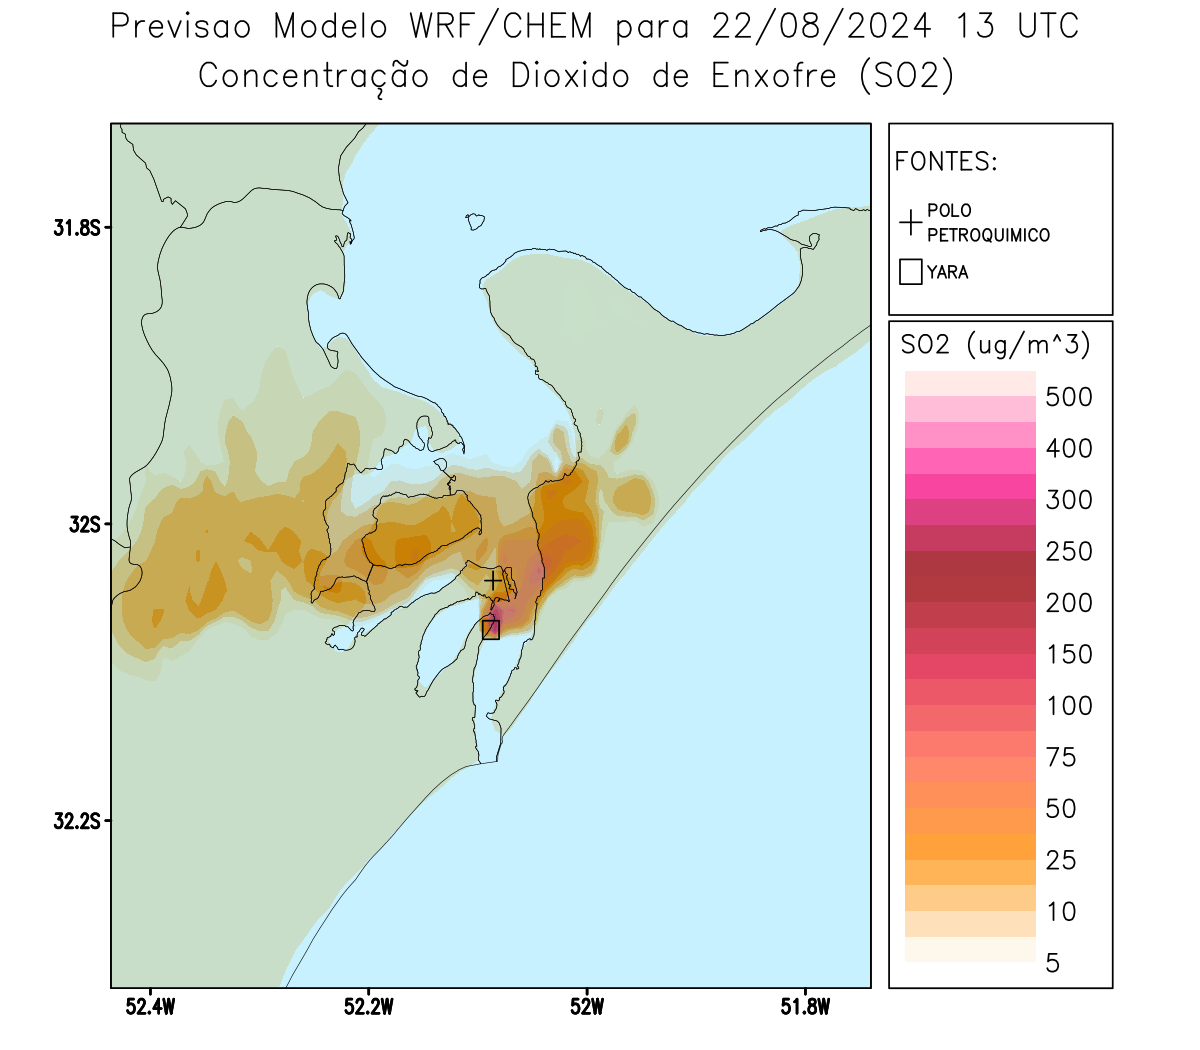 Previsao Modelo WRF/CHEM para 22/08/2024 13 UTC
Concentração de Dioxido de Enxofre (SO2)
FONTES:
POLO
PETROQUIMICO
YARA
SO2 (ug/m^3)
500
400
300
250
200
150
100
75
50
25
10
5
31.8S
32S
32.2S
52.4W
52.2W
52W
51.8W